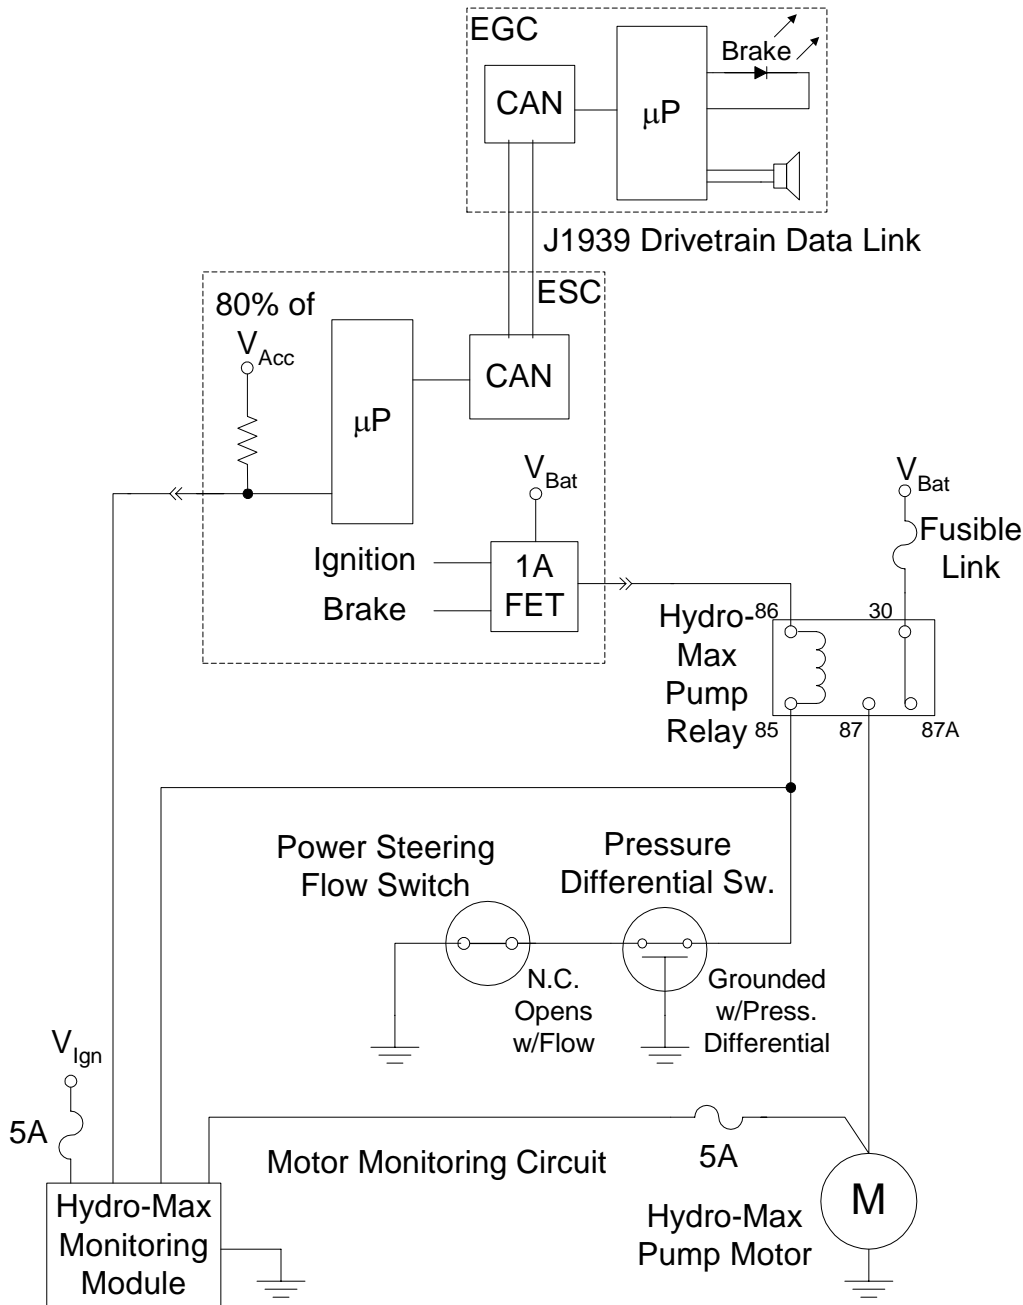 EGC
Brake
CAN
μP
J1939 Drivetrain Data Link
ESC
80% of
VAcc
μP
CAN
VBat
Ignition
Brake
1A
FET
VBat
Fusible
Link
Hydro-
Max
Pump
Relay
86
30
85
87
87A
Power Steering
Flow Switch
Pressure
Differential Sw.
N.C.
Opens
w/Flow
Grounded
w/Press.
Differential
VIgn
5A
Motor Monitoring Circuit
5A
Hydro-Max
Monitoring
Module
Hydro-Max
Pump Motor
M